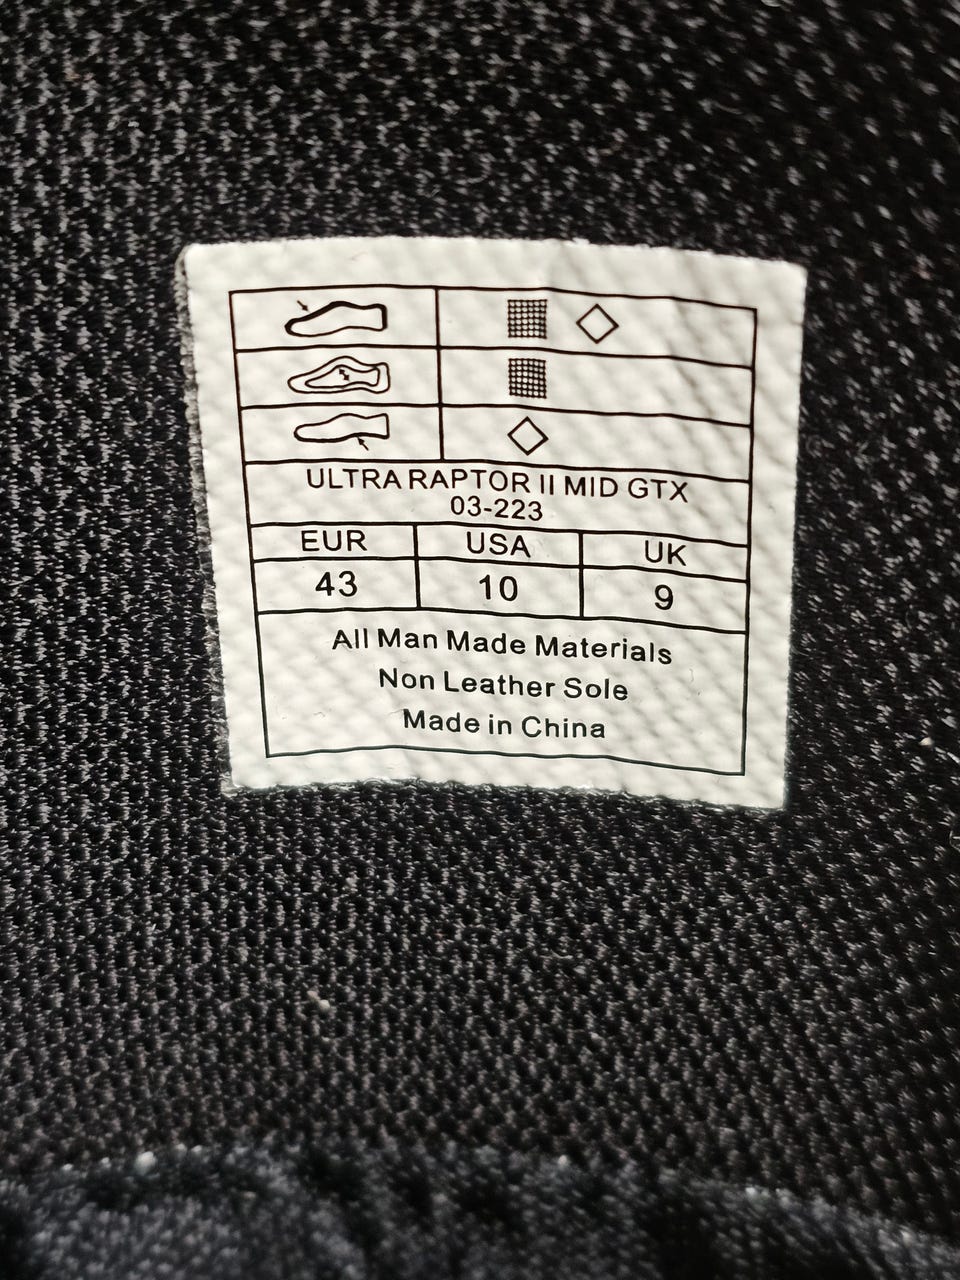 ULTRA RAPTOR II MID GTX
03-223
EUR USA UK
43 10 9
All Man Made Materials
Non Leather Sole
Made in China